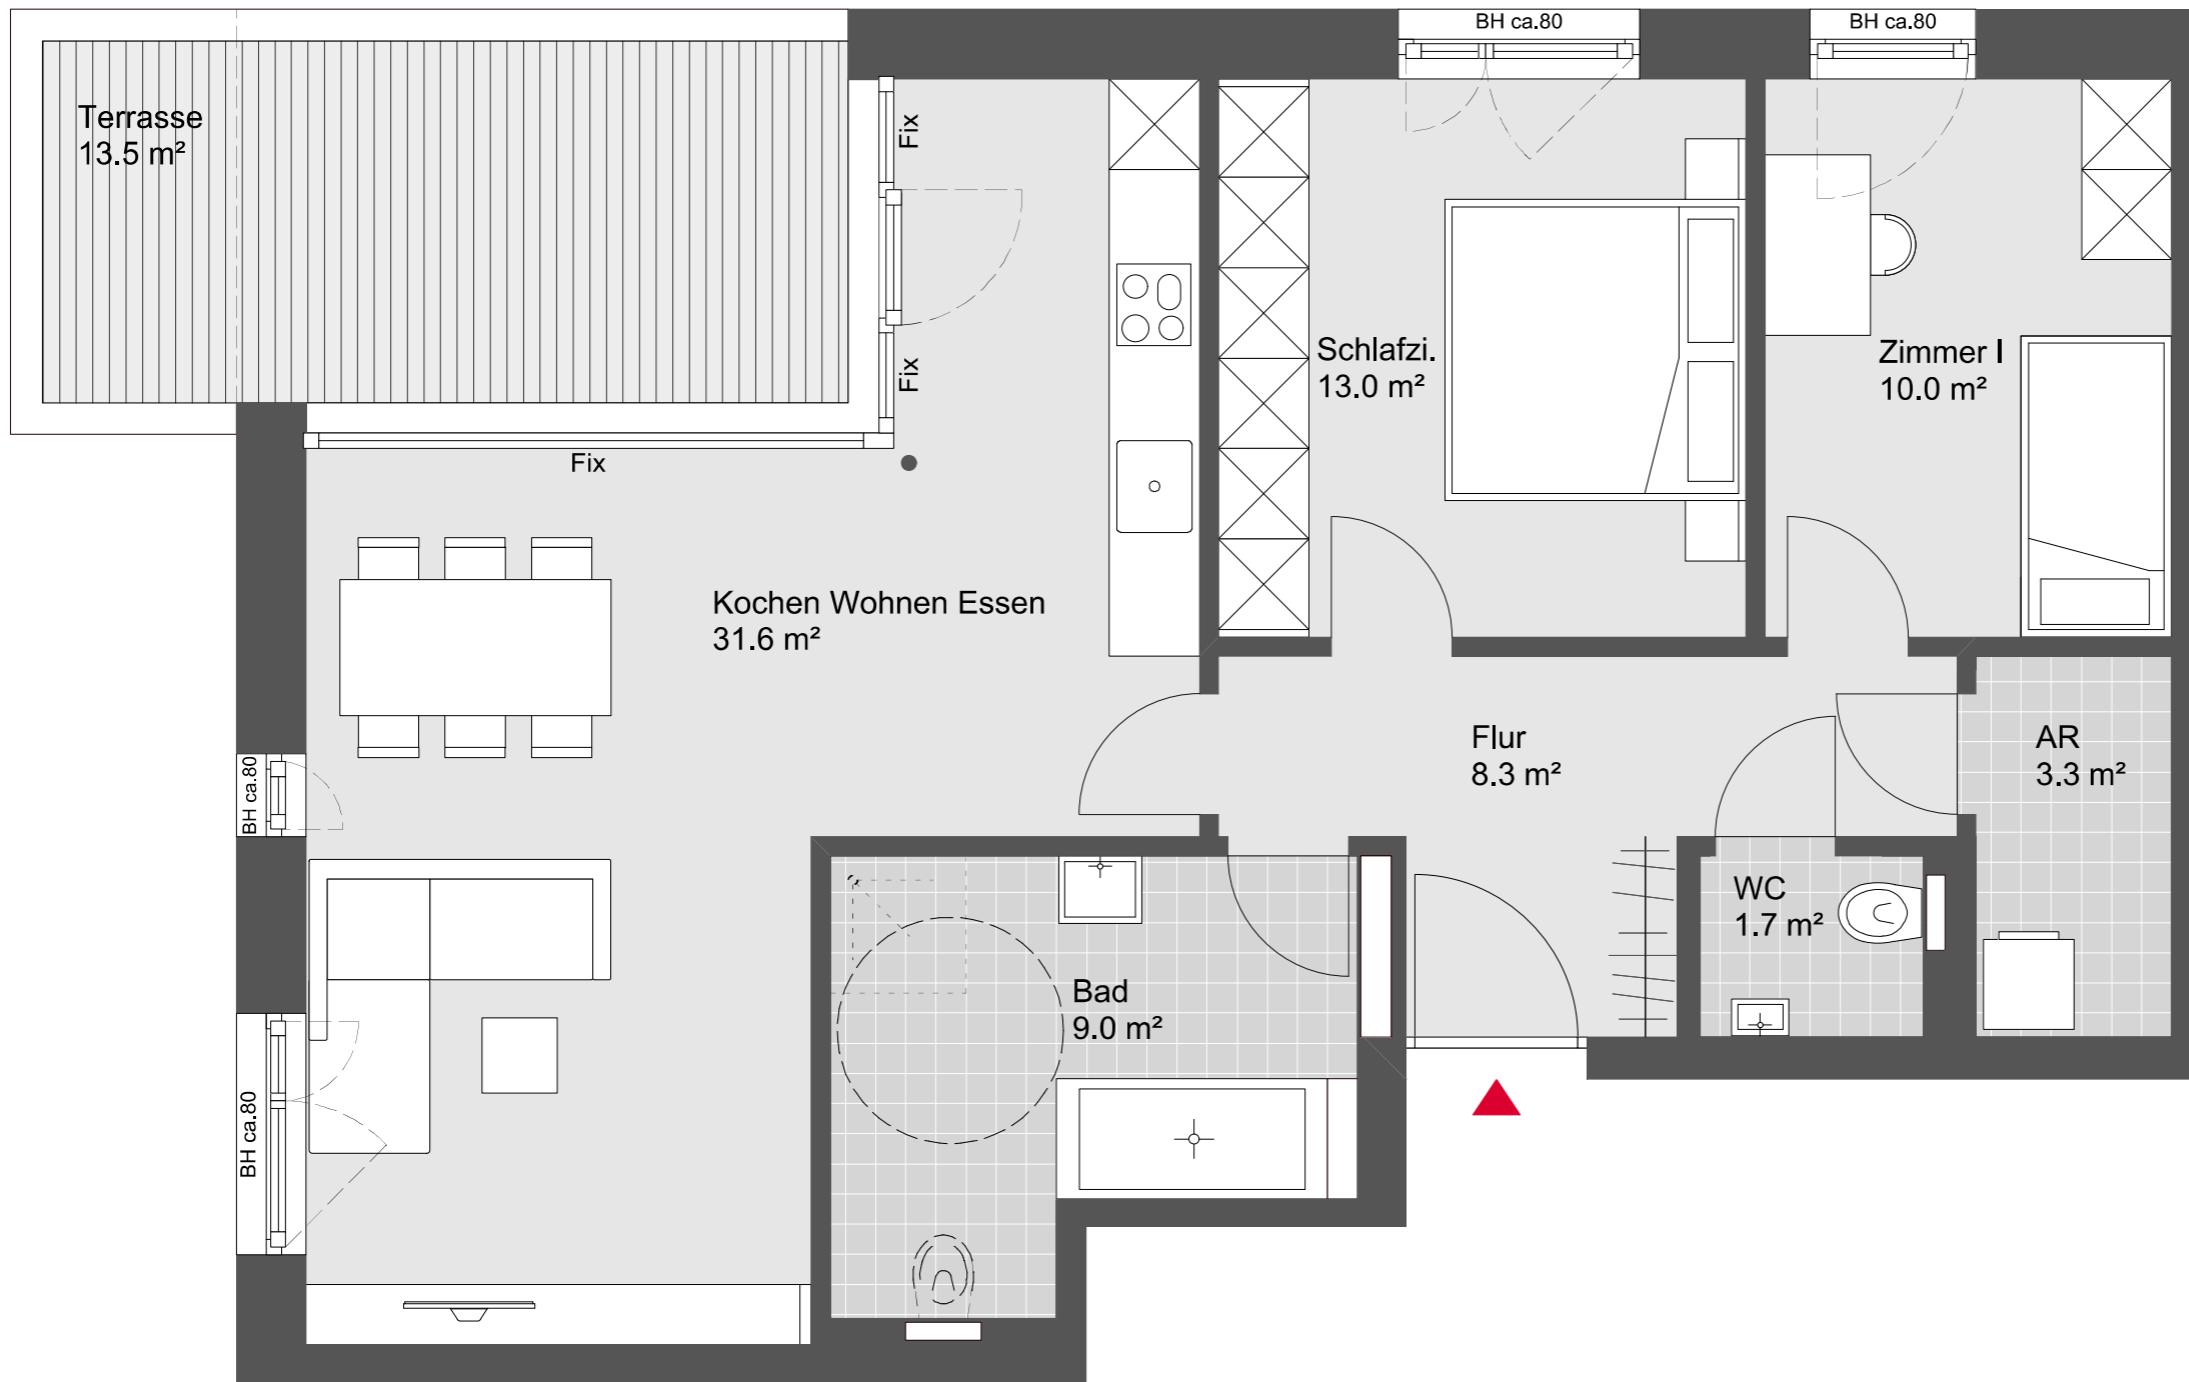 BH ca.80
BH ca.80
Terrasse
13.5 m²
Fix
Fix
Fix
Schlafzi.
13.0 m²
Zimmer I
10.0 m²
Kochen Wohnen Essen
31.6 m²
Flur
8.3 m²
AR
3.3 m²
BH ca.80
WC
1.7 m²
Bad
9.0 m²
BH ca.80